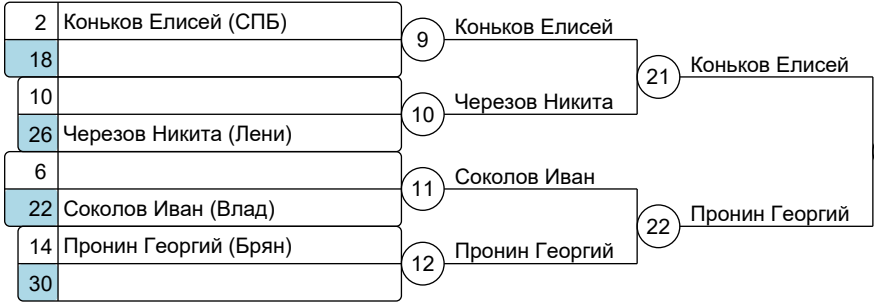 2 Коньков Елисей (СПБ)
18
9 Коньков Елисей
10
26 Черезов Никита (Лени)
10 Черезов Никита
21 Коньков Елисей
6
22 Соколов Иван (Влад)
11 Соколов Иван
14 Пронин Георгий (Брян)
30
12 Пронин Георгий
22 Пронин Георгий